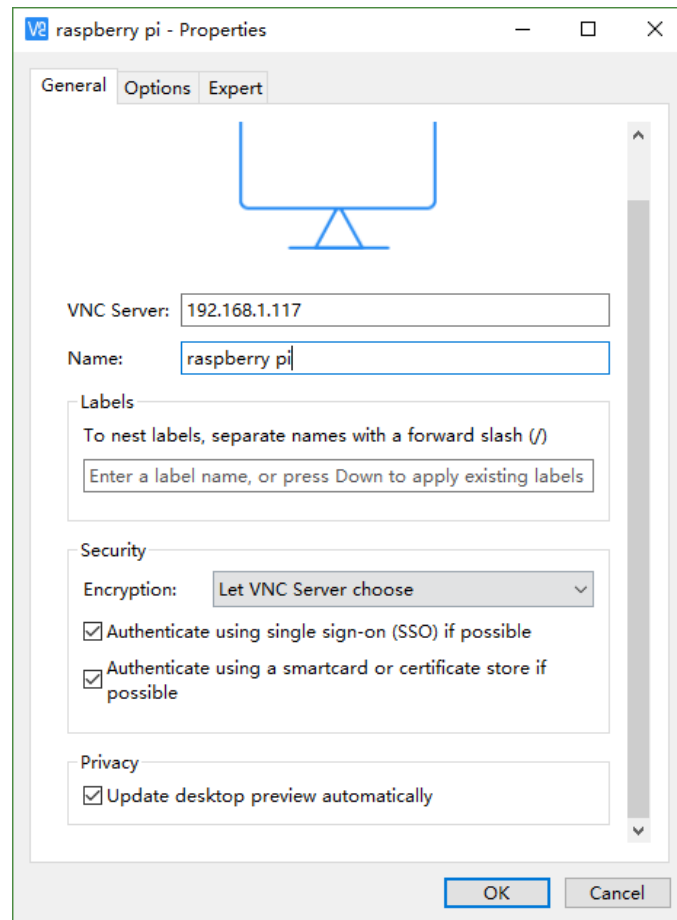 V2 raspberry pi - Properties
General Options Expert
VNC Server: 192.168.1.117
Name: raspberry pi
Labels
To nest labels, separate names with a forward slash (/)
Enter a label name, or press Down to apply existing labels
Security
Encryption: Let VNC Server choose
Authenticate using single sign-on (SSO) if possible
Authenticate using a smartcard or certificate store if
possible
Privacy
Update desktop preview automatically
OK Cancel